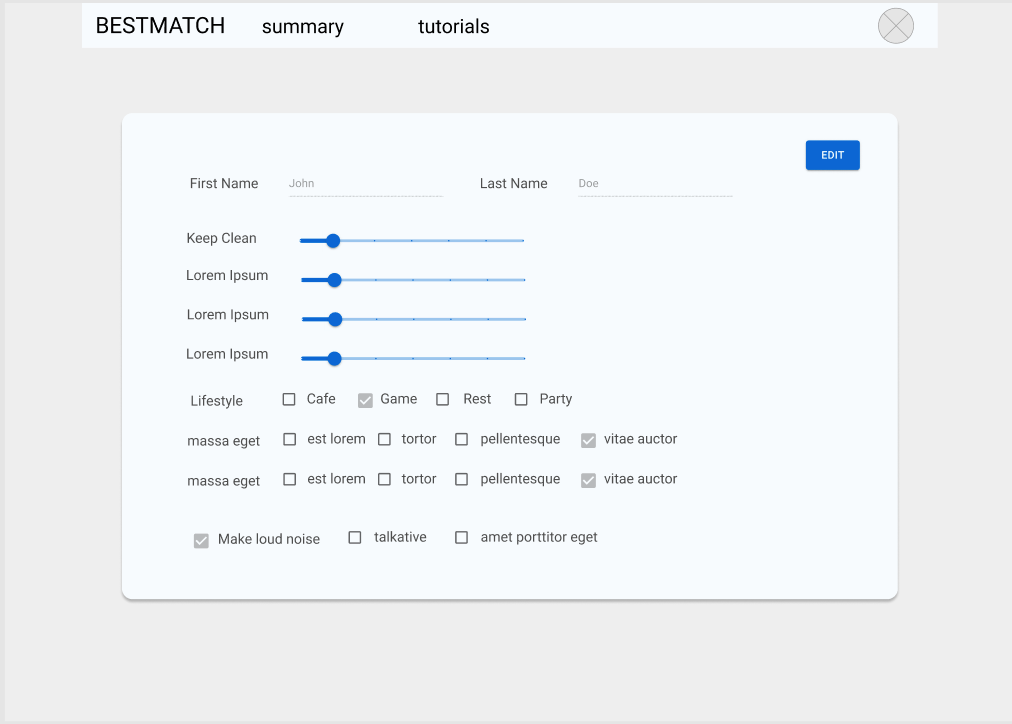 BESTMATCH summary tutorials
EDIT
First Name John Last Name Doe
Keep Clean
Lorem Ipsum
Lorem Ipsum
Lorem Ipsum
Lifestyle Cafe Game Rest Party
massa eget est lorem tortor pellentesque vitae auctor
massa eget est lorem tortor pellentesque vitae auctor
Make loud noise talkative amet porttitor eget